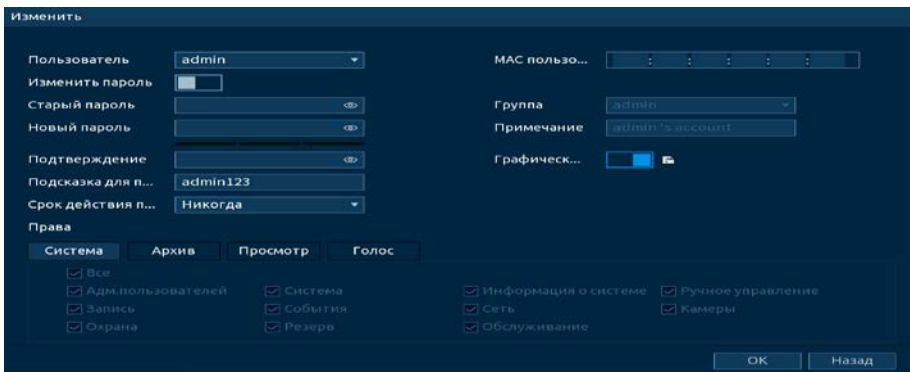 Изменить
Пользователь admin MAC пользо...
Изменить пароль
Старый пароль Группа admin
Новый пароль Примечание admin 's account
Подтверждение Графическ...
Подсказка для п... admin123
Срок действия п... Никогда
Права
Система Архив Просмотр Голос
Все
Адм.пользователей Система Информация о системе Ручное управление
Запись События Сеть Камеры
Охрана Резерв Обслуживание
OK Назад